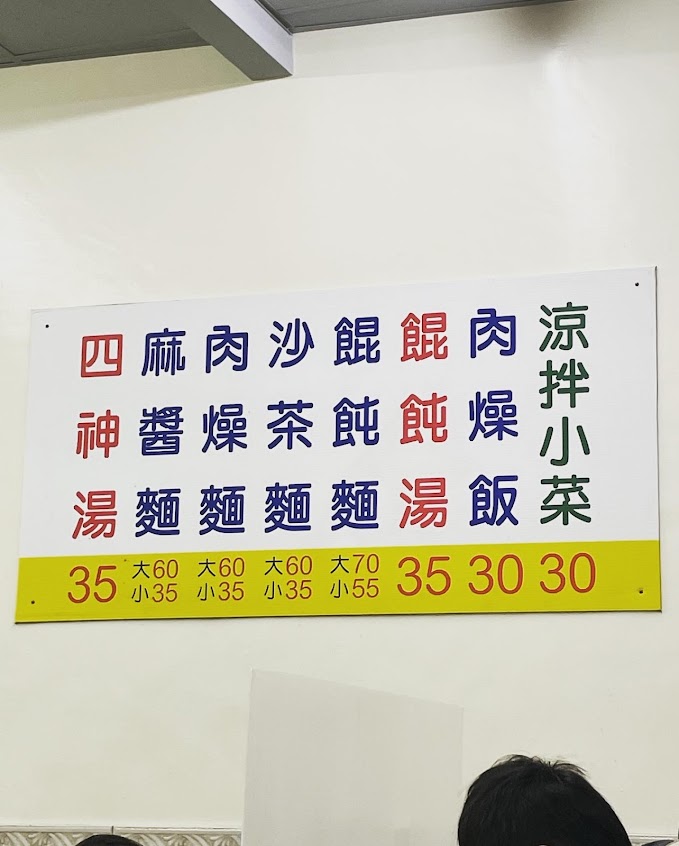 涼拌小菜 30
肉燥飯 30
餛飩湯 35
餛飩麵 大70 小55
沙茶麵 大60 小35
肉燥麵 大60 小35
麻醬麵 大60 小35
四神湯 35